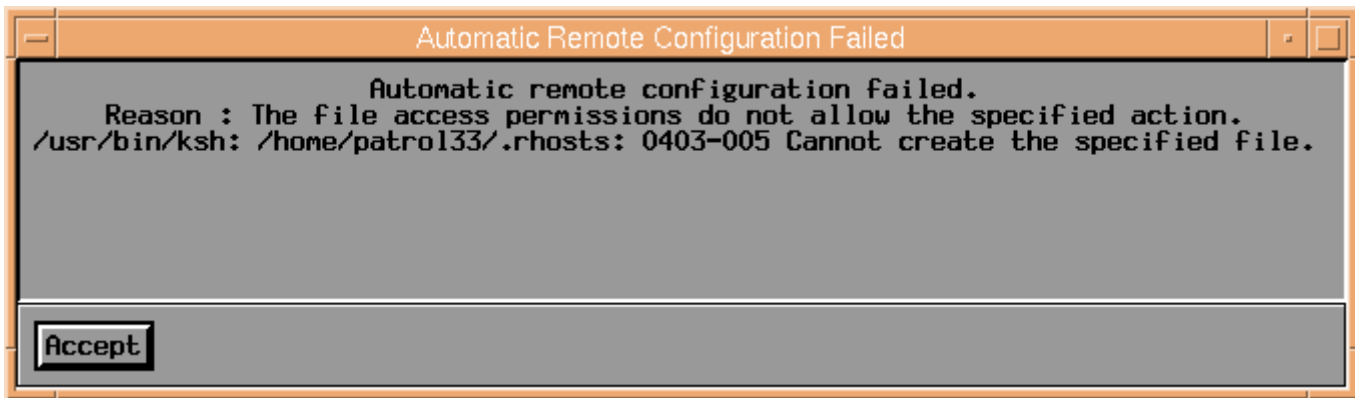 Automatic Remote Configuration Failed
Automatic remote configuration failed.
Reason : The file access permissions do not allow the specified action.
/usr/bin/ksh: /home/patrol33/.rhosts: 0403-005 Cannot create the specified file.
Accept